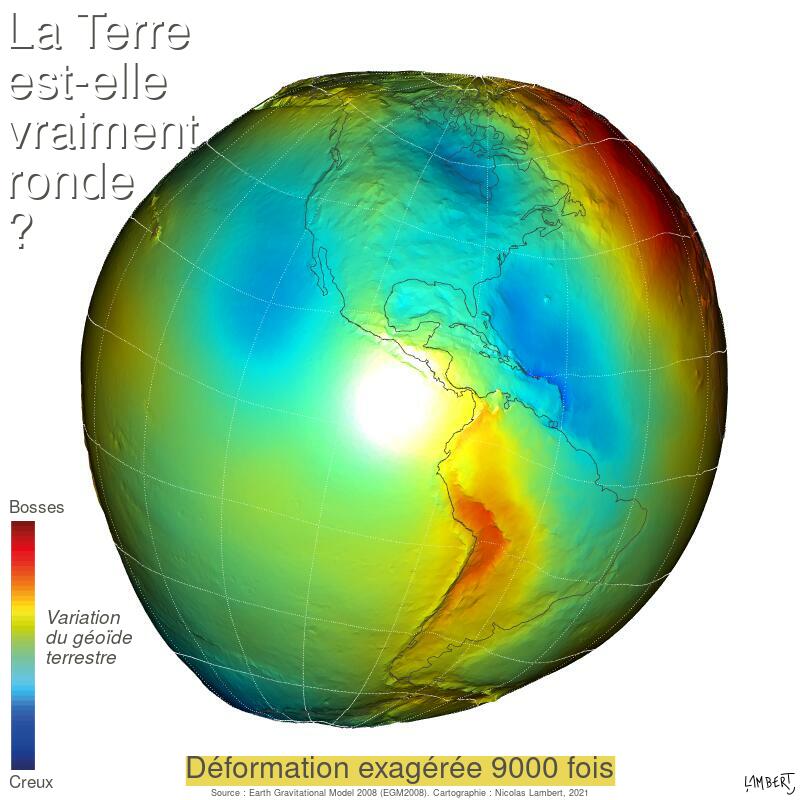 La Terre
est-elle
vraiment
ronde
?
Bosses
Variation
du géoïde
terrestre
Creux
Déformation exagérée 9000 fois
Source : Earth Gravitational Model 2008 (EGM2008). Cartographie : Nicolas Lambert, 2021
LAMBERT